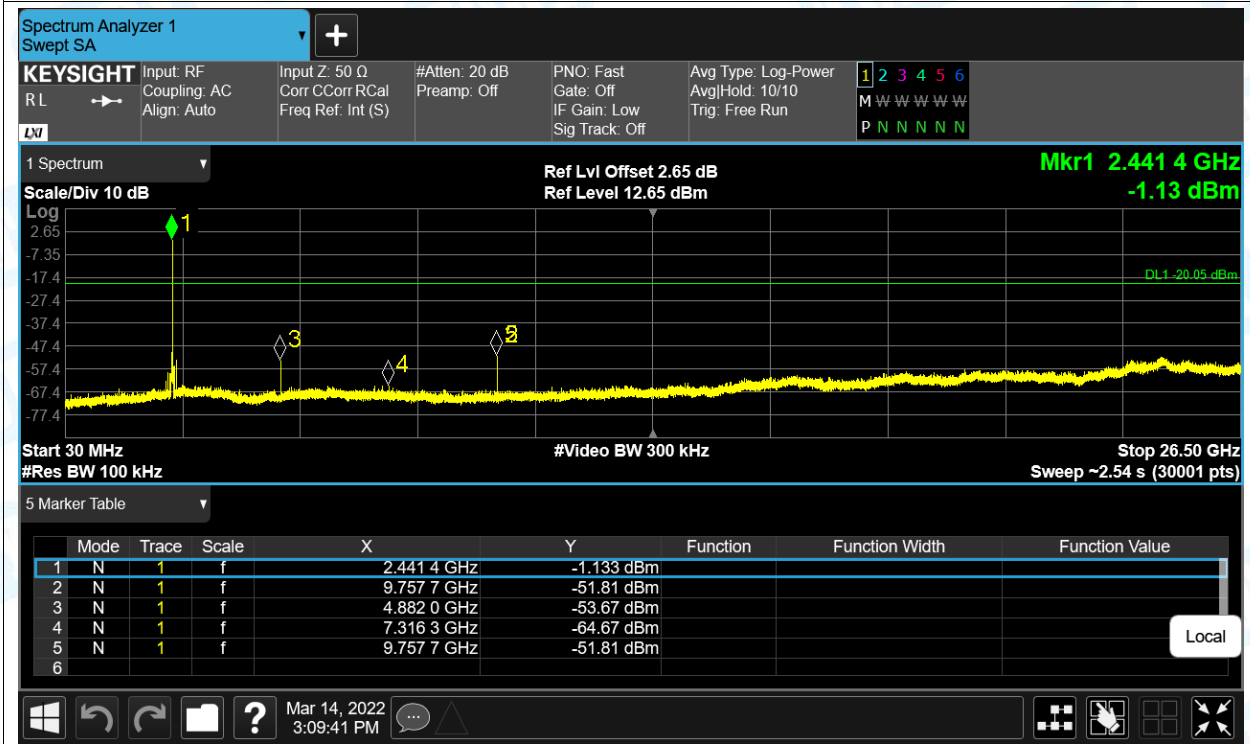 Spectrum Analyzer 1
Swept SA
+
KEYSIGHT
R L
LXI
Input: RF
Coupling: AC
Align: Auto
Input Z: 50 Ω
Corr CCorr RCal
Freq Ref: Int (S)
#Atten: 20 dB
Preamp: Off
PNO: Fast
Gate: Off
IF Gain: Low
Sig Track: Off
Avg Type: Log-Power
Avg|Hold: 10/10
Trig: Free Run
1 2 3 4 5 6
M W W W W W
P N N N N N
1 Spectrum
Scale/Div 10 dB
Ref Lvl Offset 2.65 dB
Ref Level 12.65 dBm
Mkr1 2.441 4 GHz
-1.13 dBm
Log
2.65
-7.35
-17.4
-27.4
-37.4
-47.4
-57.4
-67.4
-77.4
1
3
4
DL1 -20.05 dBm
Start 30 MHz
#Res BW 100 kHz
#Video BW 300 kHz
Stop 26.50 GHz
Sweep ~2.54 s (30001 pts)
5 Marker Table
Mode Trace Scale X Y Function Function Width Function Value
1 N 1 f 2.441 4 GHz -1.133 dBm
2 N 1 f 9.757 7 GHz -51.81 dBm
3 N 1 f 4.882 0 GHz -53.67 dBm
4 N 1 f 7.316 3 GHz -64.67 dBm
5 N 1 f 9.757 7 GHz -51.81 dBm
6
Local
?
Mar 14, 2022
3:09:41 PM